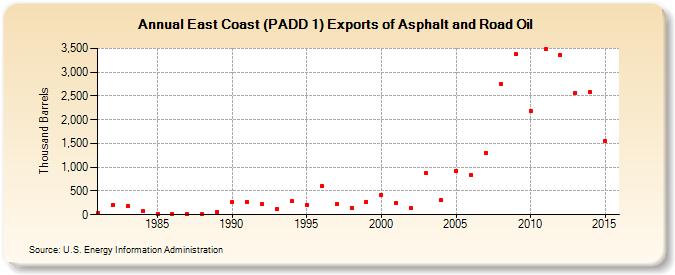 Annual East Coast (PADD 1) Exports of Asphalt and Road Oil
Thousand Barrels
3,500
3,000
2,500
2,000
1,500
1,000
500
0
1985 1990 1995 2000 2005 2010 2015
Source: U.S. Energy Information Administration